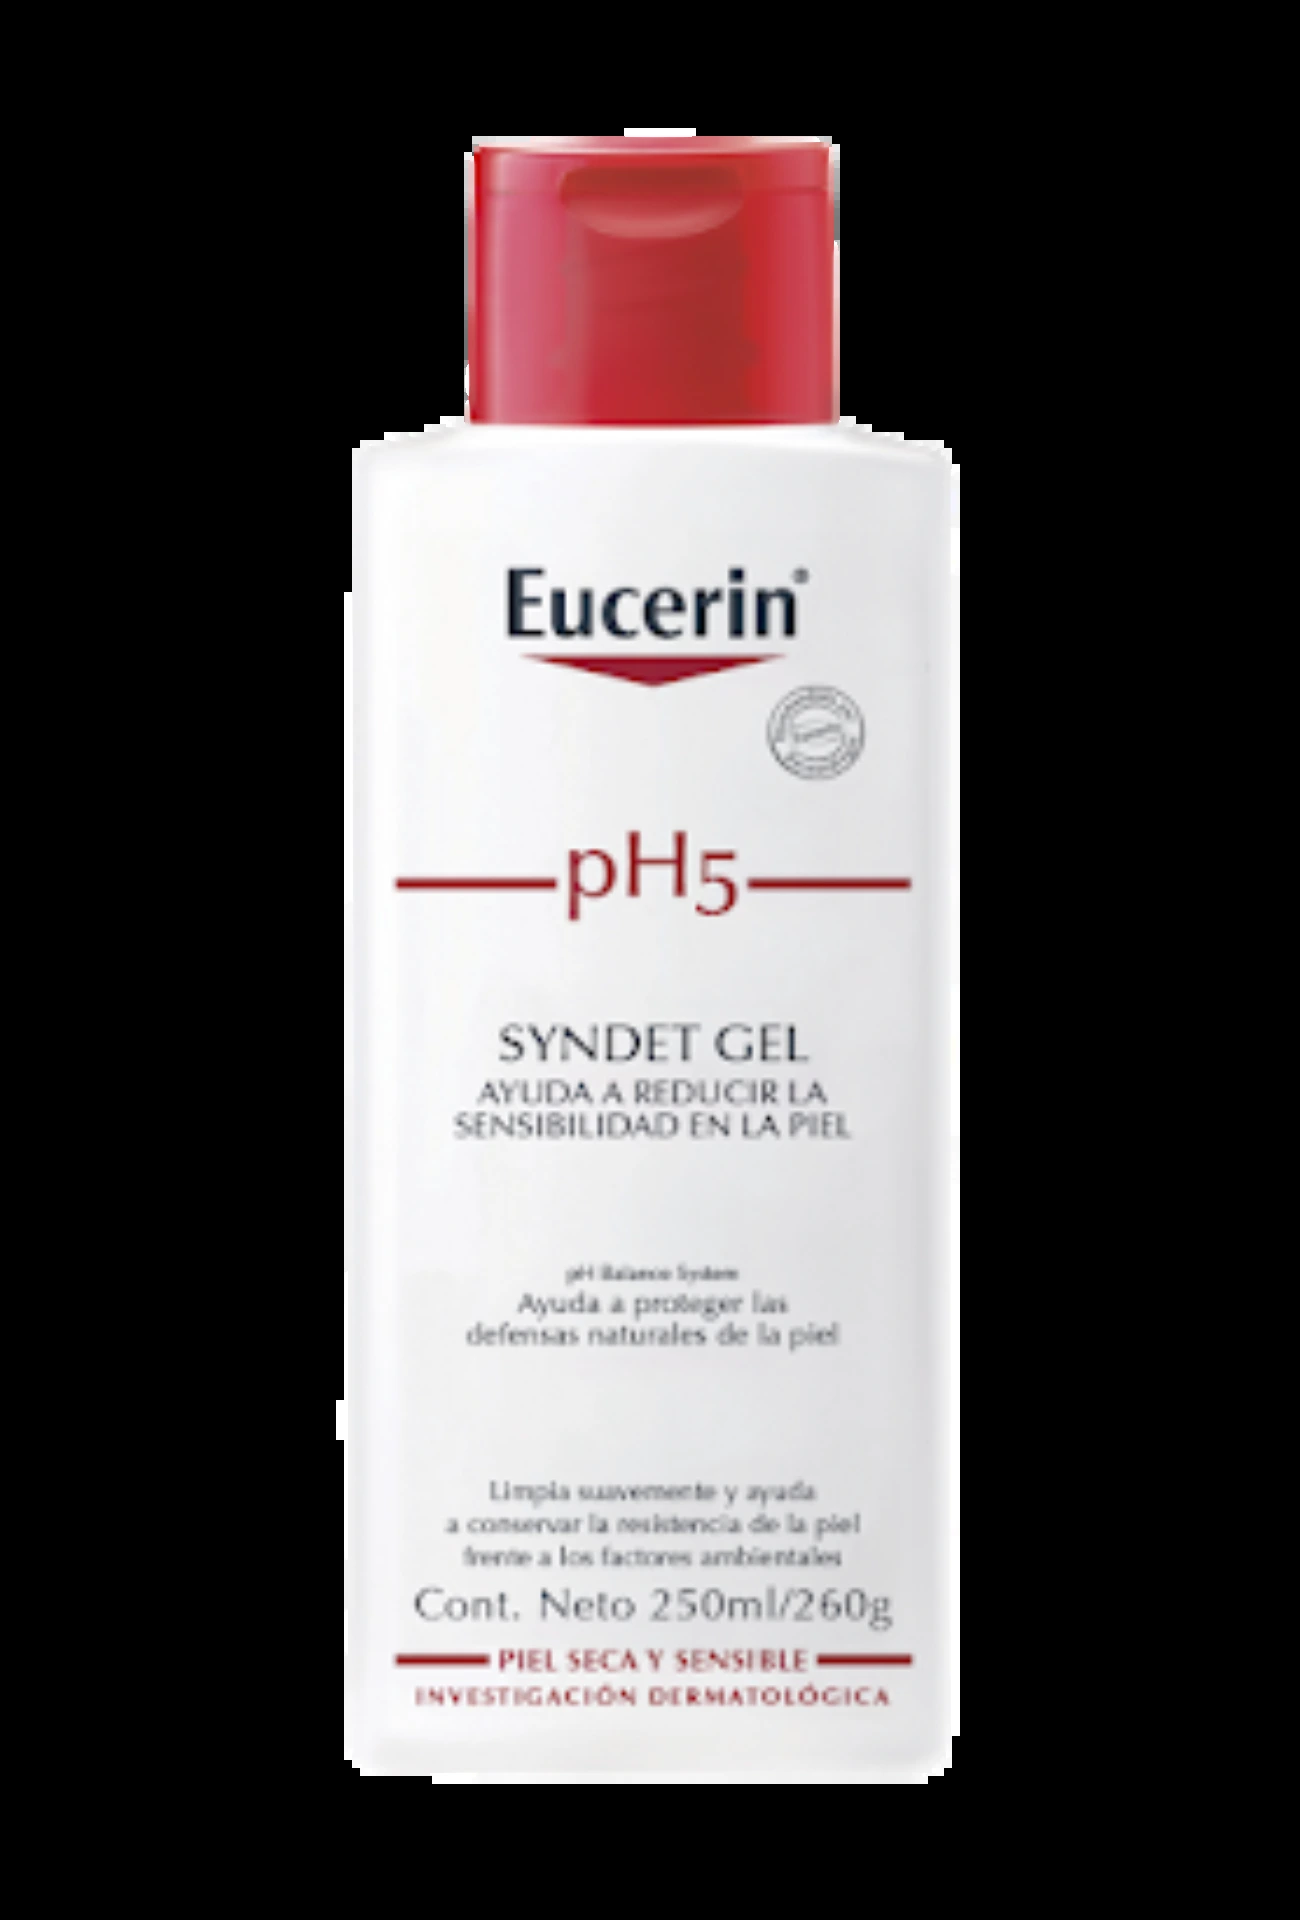 Eucerin®
pH5
SYNDET GEL
AYUDA A REDUCIR LA
SENSIBILIDAD EN LA PIEL
pH Balance System
Ayuda a proteger las
defensas naturales de la piel
Limpia suavemente y ayuda
a conservar la resistencia de la piel
frente a los factores ambientales
Cont. Neto 250ml/260g
PIEL SECA Y SENSIBLE
INVESTIGACIÓN DERMATOLÓGICA